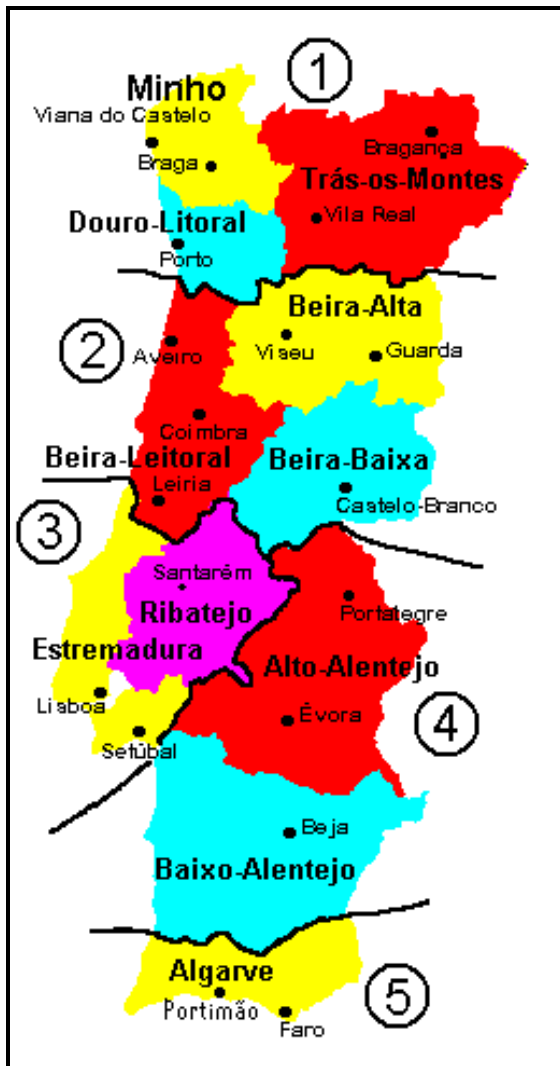 1
Minho
Viana do Castelo
Bragança
Braga
Trás-os-Montes
Douro-Litoral
Vila Real
Porto
Beira-Alta
2
Aveiro
Viseu
Guarda
Coimbra
Beira-Leitoral
Beira-Baixa
Leiria
Castelo-Branco
3
Santarém
Ribatejo
Portategre
Estremadura
Alto-Alentejo
Lisboa
Évora
4
Setûbal
Beja
Baixo-Alentejo
Algarve
5
Portimão
Faro